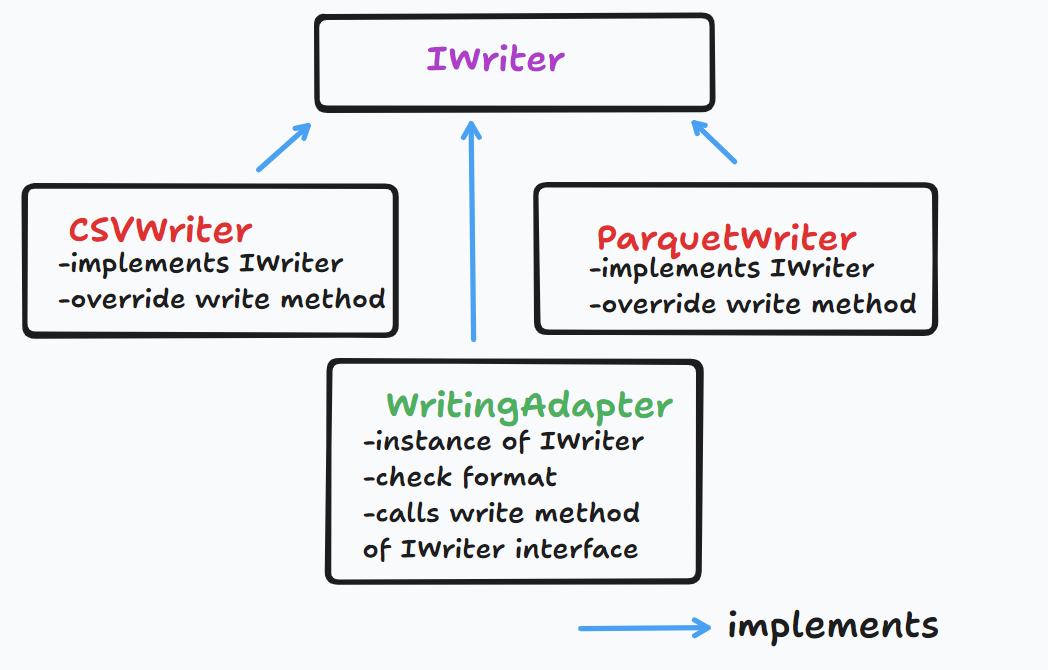 IWriter
CSVWriter
-implements IWriter
-override write method
ParquetWriter
-implements IWriter
-override write method
WritingAdapter
-instance of IWriter
-check format
-calls write method
of IWriter interface
implements